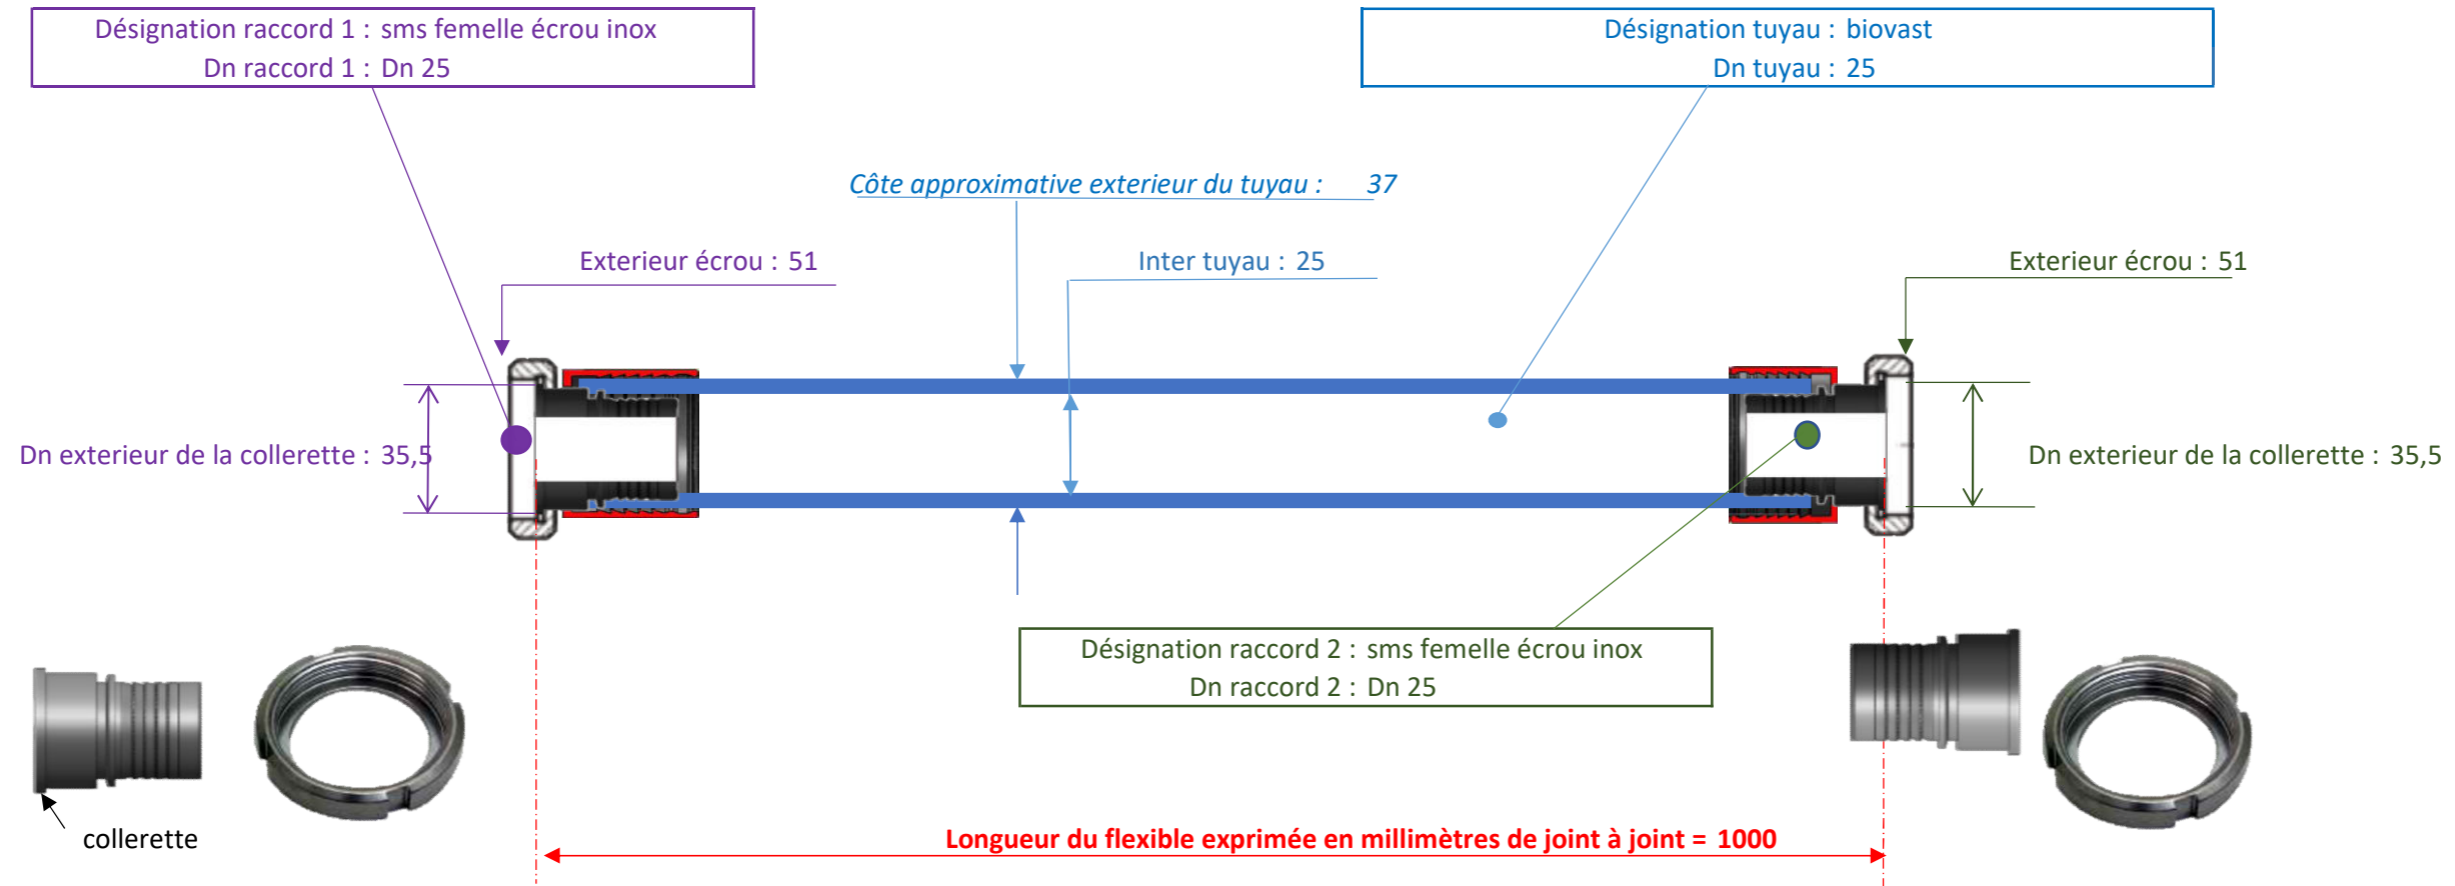 Désignation raccord 1 : sms femelle écrou inox
Dn raccord 1 : Dn 25
Désignation tuyau : biovast
Dn tuyau : 25
Côte approximative exterieur du tuyau : 37
Exterieur écrou : 51
Inter tuyau : 25
Exterieur écrou : 51
Dn exterieur de la collerette : 35,5
Dn exterieur de la collerette : 35,5
Désignation raccord 2 : sms femelle écrou inox
Dn raccord 2 : Dn 25
collerette
Longueur du flexible exprimée en millimètres de joint à joint = 1000